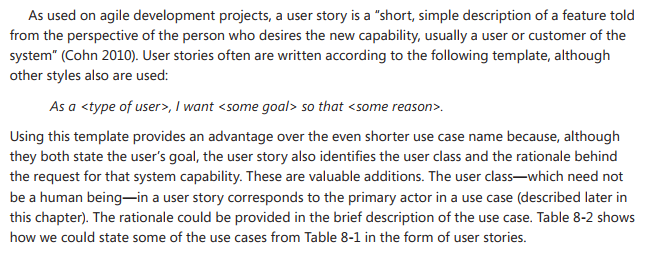 As used on agile development projects, a user story is a “short, simple description of a feature told
from the perspective of the person who desires the new capability, usually a user or customer of the
system” (Cohn 2010). User stories often are written according to the following template, although
other styles also are used:
As a <type of user>, I want <some goal> so that <some reason>.
Using this template provides an advantage over the even shorter use case name because, although
they both state the user’s goal, the user story also identifies the user class and the rationale behind
the request for that system capability. These are valuable additions. The user class—which need not
be a human being—in a user story corresponds to the primary actor in a use case (described later in
this chapter). The rationale could be provided in the brief description of the use case. Table 8-2 shows
how we could state some of the use cases from Table 8-1 in the form of user stories.